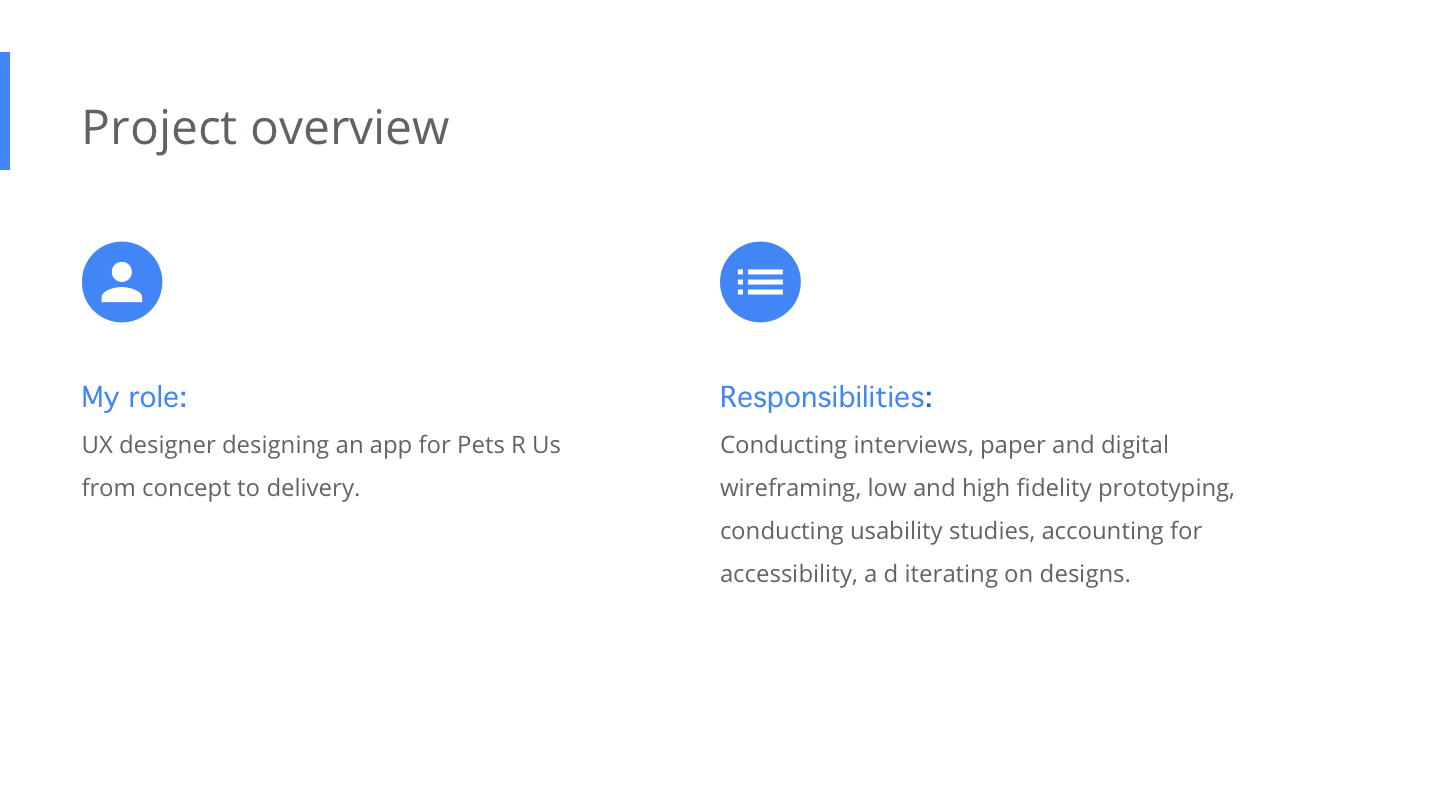 Project overview
My role:
UX designer designing an app for Pets R Us
from concept to delivery.
Responsibilities:
Conducting interviews, paper and digital
wireframing, low and high fidelity prototyping,
conducting usability studies, accounting for
accessibility, a d iterating on designs.